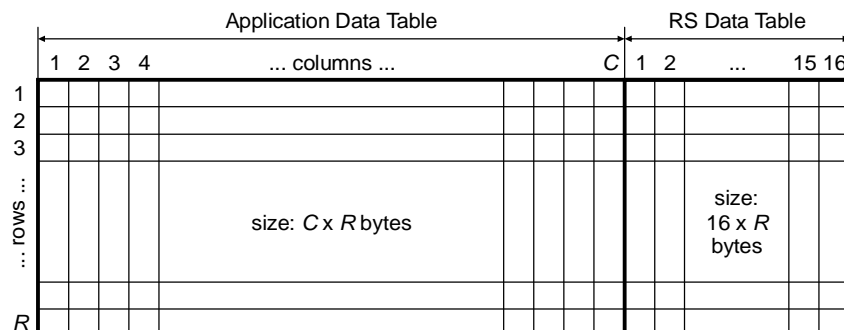 Application Data Table RS Data Table
1 2 3 4 ... columns ... C 1 2 ... 15 16
1
2
3
... rows ...
size: C x R bytes
size:
16 x R
bytes
R